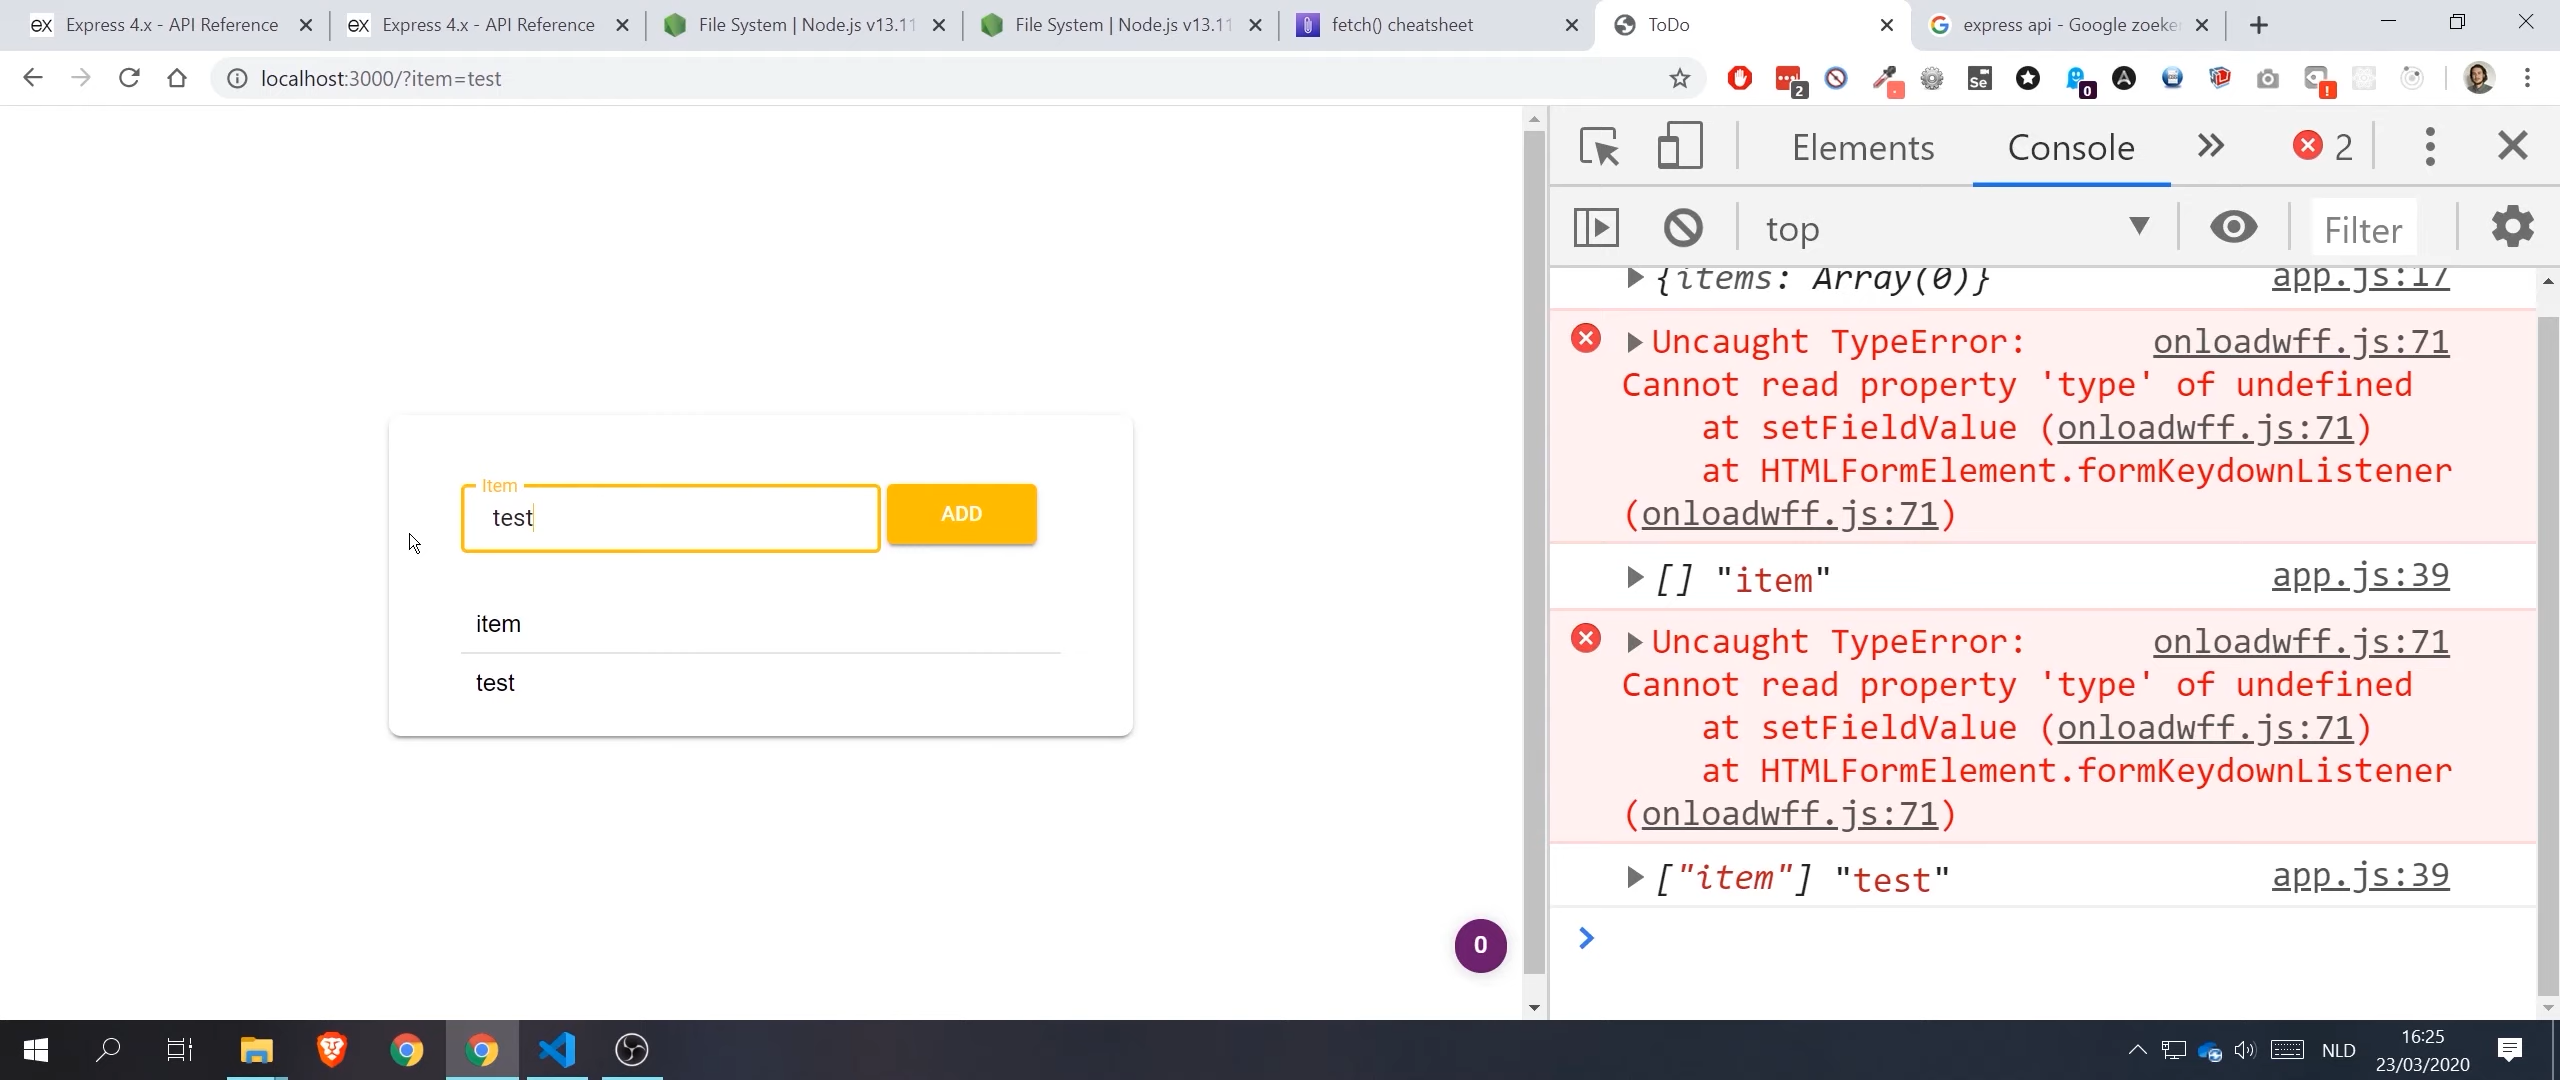 Express 4.x - API Reference
Express 4.x - API Reference
File System | Node.js v13.11
File System | Node.js v13.11
fetch() cheatsheet
ToDo
express api - Google zoeken
localhost:3000/?item=test
2
Se
0
A
!
Elements
Console
2
top
Filter
{items: Array(0)}
app.js:17
Uncaught TypeError:
onloadwff.js:71
Cannot read property 'type' of undefined
at setFieldValue (onloadwff.js:71)
at HTMLFormElement.formKeydownListener
(onloadwff.js:71)
[] "item"
app.js:39
Uncaught TypeError:
onloadwff.js:71
Cannot read property 'type' of undefined
at setFieldValue (onloadwff.js:71)
at HTMLFormElement.formKeydownListener
(onloadwff.js:71)
["item"] "test"
app.js:39
Item
test
ADD
item
test
0
NLD
16:25
23/03/2020